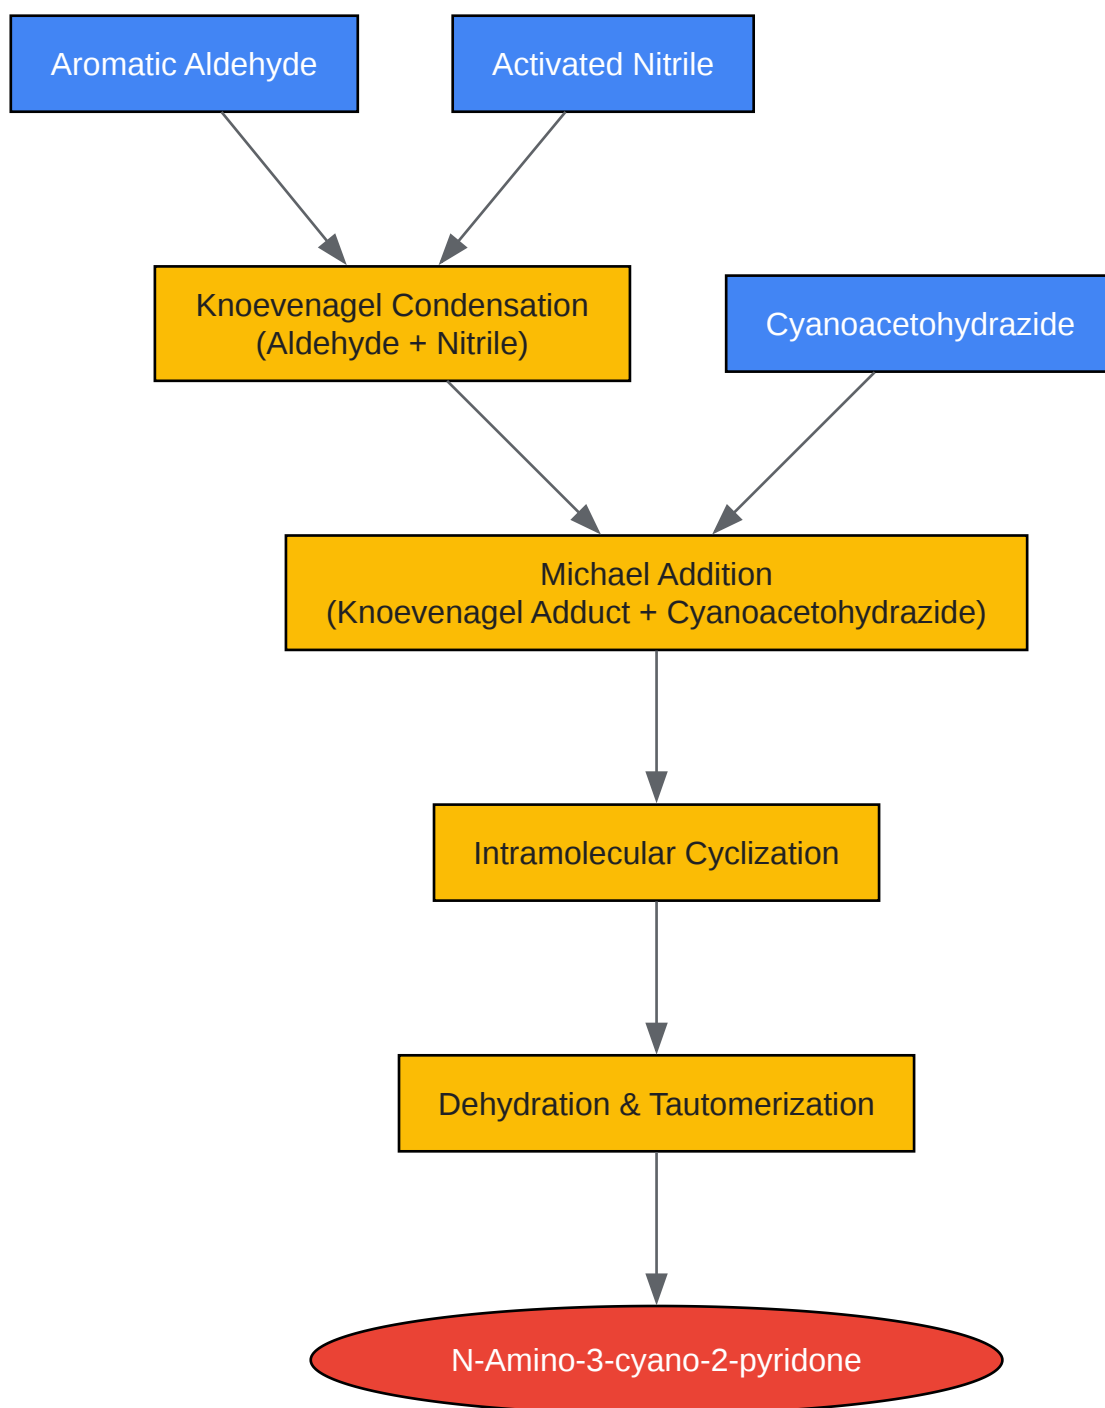 Aromatic Aldehyde
Activated Nitrile
Knoevenagel Condensation
(Aldehyde + Nitrile)
Cyanoacetohydrazide
Michael Addition
(Knoevenagel Adduct + Cyanoacetohydrazide)
Intramolecular Cyclization
Dehydration & Tautomerization
N-Amino-3-cyano-2-pyridone